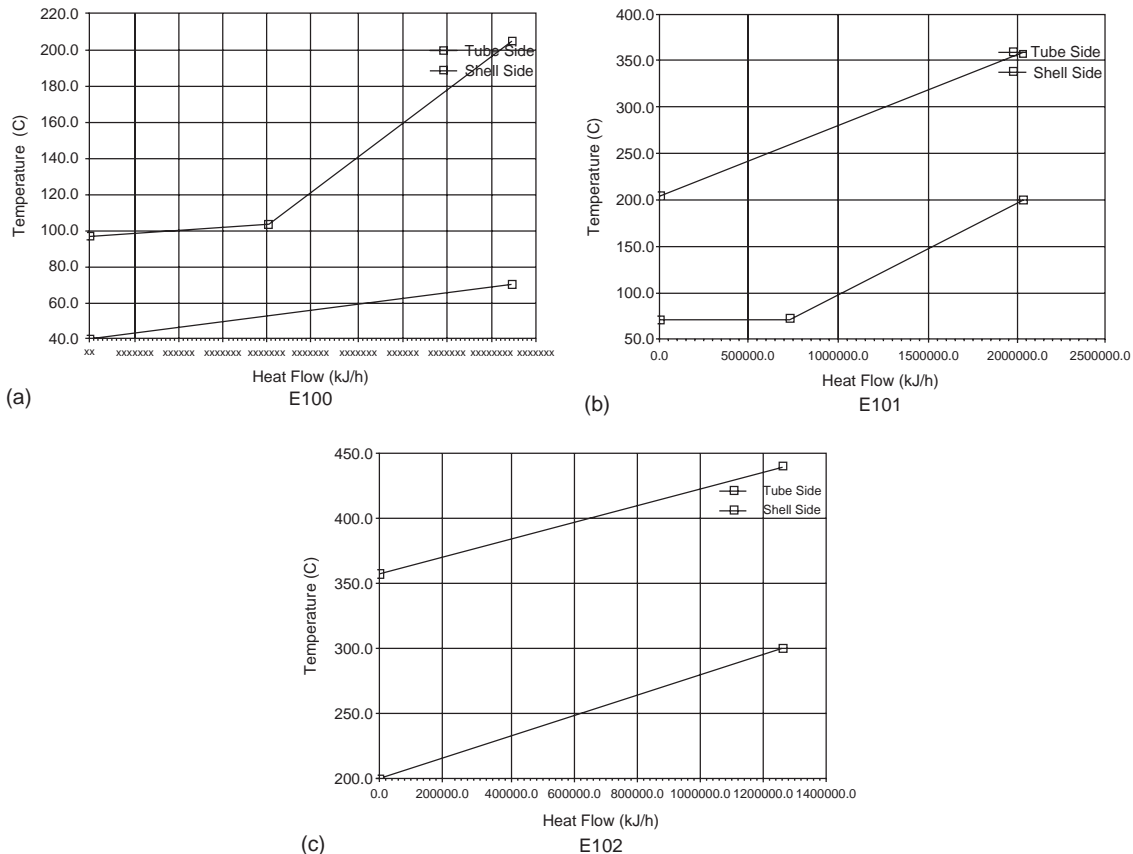 220.0
200.0
180.0
160.0
140.0
120.0
100.0
80.0
60.0
40.0
Temperature (C)
Tube Side
Shell Side
xx xxxxxxx xxxxxx xxxxxxx xxxxxxx xxxxxxx xxxxxxx xxxxxx xxxxxxx xxxxxxxx xxxxxxx
Heat Flow (kJ/h)
(a)
E100
400.0
350.0
300.0
250.0
200.0
150.0
100.0
50.0
Temperature (C)
Tube Side
Shell Side
0.0 500000.0 1000000.0 1500000.0 2000000.0 2500000.0
Heat Flow (kJ/h)
(b)
E101
450.0
400.0
350.0
300.0
250.0
200.0
Temperature (C)
Tube Side
Shell Side
0.0 200000.0 400000.0 600000.0 800000.0 1000000.0 1200000.0 1400000.0
Heat Flow (kJ/h)
(c)
E102